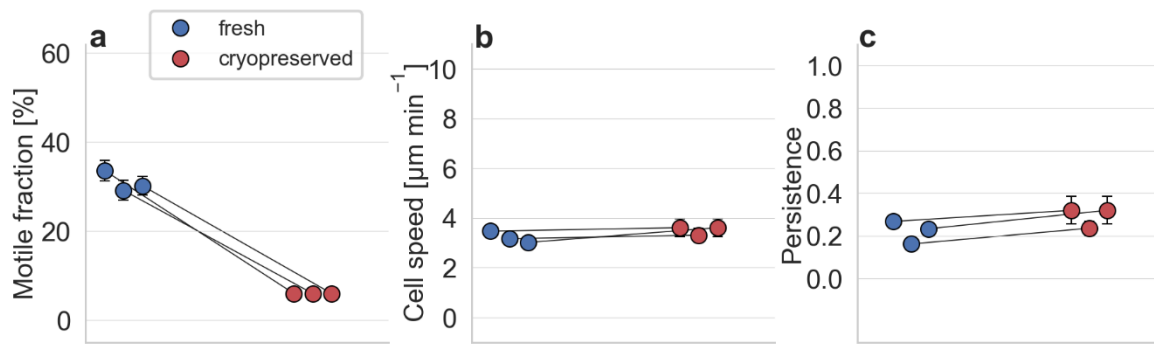 a
fresh
cryopreserved
Motile fraction [%]
60
40
20
0
b
Cell speed [µm min⁻¹]
10
8
6
4
2
0
c
Persistence
1.0
0.8
0.6
0.4
0.2
0.0